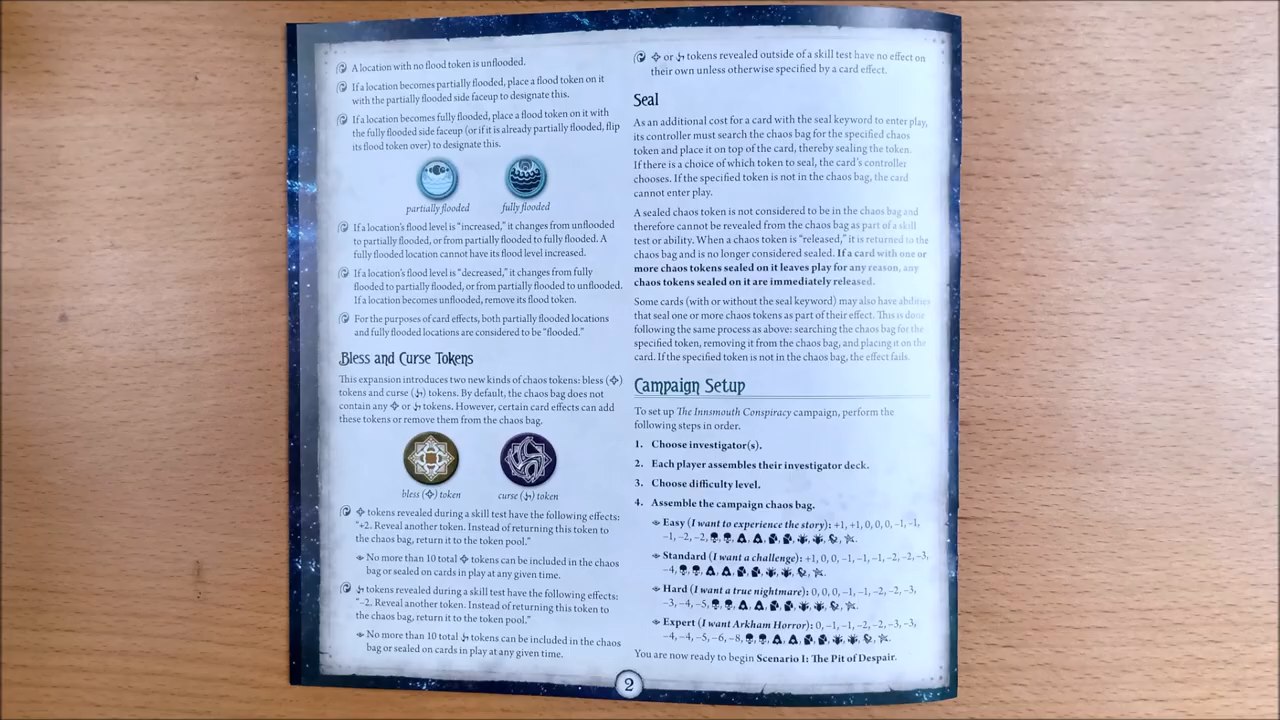 A location with no flood token is unflooded.
If a location becomes partially flooded, place a flood token on it
with the partially flooded side faceup to designate this.
If a location becomes fully flooded, place a flood token on it with
the fully flooded side faceup (or if it is already partially flooded, flip
its flood token over) to designate this.
partially flooded
fully flooded
If a location's flood level is "increased," it changes from unflooded
to partially flooded, or from partially flooded to fully flooded. A
fully flooded location cannot have its flood level increased.
If a location's flood level is "decreased," it changes from fully
flooded to partially flooded, or from partially flooded to unflooded.
If a location becomes unflooded, remove its flood token.
For the purposes of card effects, both partially flooded locations
and fully flooded locations are considered to be "flooded."
Bless and Curse Tokens
This expansion introduces two new kinds of chaos tokens: bless ( )
tokens and curse ( ) tokens. By default, the chaos bag does not
contain any or tokens. However, certain card effects can add
these tokens or remove them from the chaos bag.
bless ( ) token
curse ( ) token
tokens revealed during a skill test have the following effects:
"+2. Reveal another token. Instead of returning this token to
the chaos bag, return it to the token pool."
No more than 10 total tokens can be included in the chaos
bag or sealed on cards in play at any given time.
tokens revealed during a skill test have the following effects:
"–2. Reveal another token. Instead of returning this token to
the chaos bag, return it to the token pool."
No more than 10 total tokens can be included in the chaos
bag or sealed on cards in play at any given time.
or tokens revealed outside of a skill test have no effect on
their own unless otherwise specified by a card effect.
Seal
As an additional cost for a card with the seal keyword to enter play,
its controller must search the chaos bag for the specified chaos
token and place it on top of the card, thereby sealing the token.
If there is a choice of which token to seal, the card's controller
chooses. If the specified token is not in the chaos bag, the card
cannot enter play.
A sealed chaos token is not considered to be in the chaos bag and
therefore cannot be revealed from the chaos bag as part of a skill
test or ability. When a chaos token is "released," it is returned to the
chaos bag and is no longer considered sealed. If a card with one or
more chaos tokens sealed on it leaves play for any reason, any
chaos tokens sealed on it are immediately released.
Some cards (with or without the seal keyword) may also have abilities
that seal one or more chaos tokens as part of their effect. This is done
following the same process as above: searching the chaos bag for the
specified token, removing it from the chaos bag, and placing it on the
card. If the specified token is not in the chaos bag, the effect fails.
Campaign Setup
To set up The Innsmouth Conspiracy campaign, perform the
following steps in order.
1. Choose investigator(s).
2. Each player assembles their investigator deck.
3. Choose difficulty level.
4. Assemble the campaign chaos bag.
Easy (I want to experience the story): +1, +1, 0, 0, 0, –1, –1,
–1, –2, –2, , , , , , , , , , .
Standard (I want a challenge): +1, 0, 0, –1, –1, –1, –2, –2, –3,
–4, , , , , , , , , , .
Hard (I want a true nightmare): 0, 0, 0, –1, –1, –2, –2, –3,
–3, –4, –5, , , , , , , , , , .
Expert (I want Arkham Horror): 0, –1, –1, –2, –2, –3, –3,
–4, –4, –5, –6, –8, , , , , , , , , , .
You are now ready to begin Scenario I: The Pit of Despair.
2